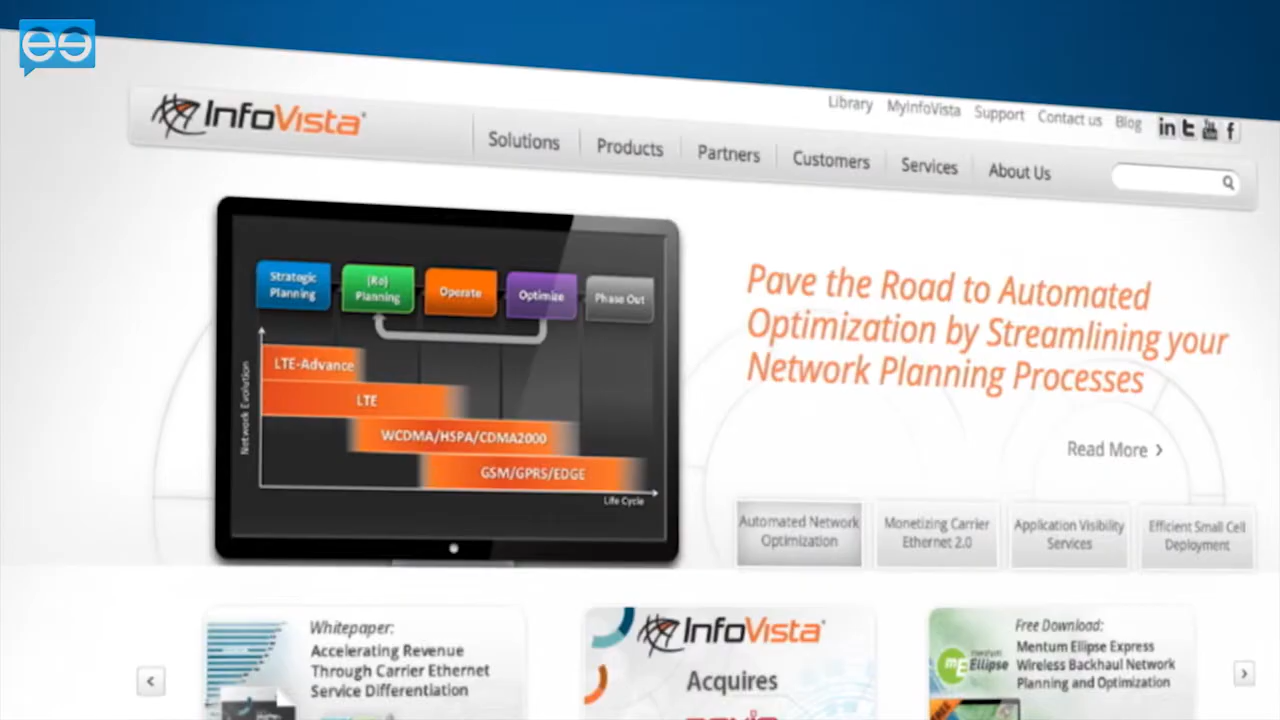 ee
InfoVista
Library MyInfoVista Support Contact us Blog
Solutions Products Partners Customers Services About Us
Strategic
Planning
(Re)
Planning
Operate
Optimize
Phase Out
Network Evolution
LTE-Advance
LTE
WCDMA/HSPA/CDMA2000
GSM/GPRS/EDGE
Life Cycle
Pave the Road to Automated
Optimization by Streamlining your
Network Planning Processes
Read More >
Automated Network
Optimization
Monetizing Carrier
Ethernet 2.0
Application Visibility
Services
Efficient Small Cell
Deployment
Whitepaper:
Accelerating Revenue
Through Carrier Ethernet
Service Differentiation
InfoVista
Acquires
mentum
mE Ellipse
Free Download:
Mentum Ellipse Express
Wireless Backhaul Network
Planning and Optimization
FREE